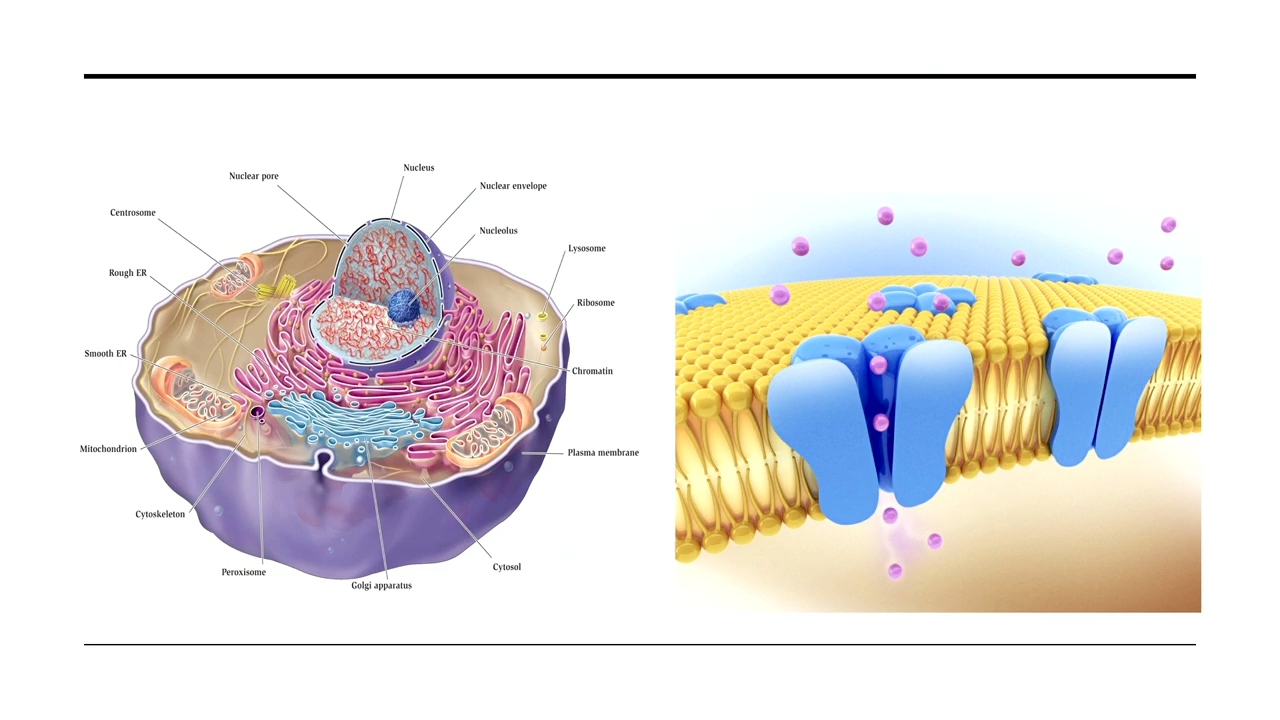 Nucleus
Nuclear pore
Nuclear envelope
Centrosome
Nucleolus
Lysosome
Rough ER
Ribosome
Smooth ER
Chromatin
Mitochondrion
Plasma membrane
Cytoskeleton
Cytosol
Peroxisome
Golgi apparatus